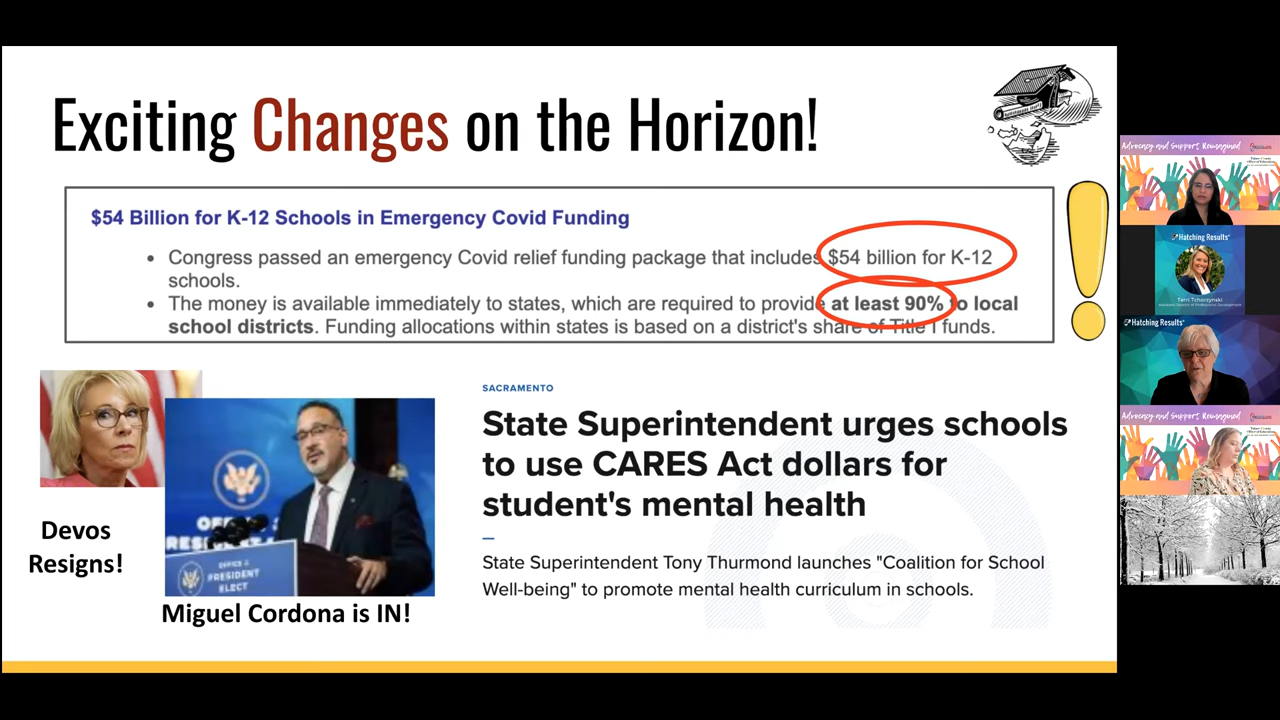 Exciting Changes on the Horizon!
$54 Billion for K-12 Schools in Emergency Covid Funding
• Congress passed an emergency Covid relief funding package that includes $54 billion for K-12
schools.
• The money is available immediately to states, which are required to provide at least 90% to local
school districts. Funding allocations within states is based on a district's share of Title I funds.
Devos
Resigns!
OFFICE OF THE
PRESIDENT
ELECT
Miguel Cordona is IN!
SACRAMENTO
State Superintendent urges schools
to use CARES Act dollars for
student's mental health
State Superintendent Tony Thurmond launches "Coalition for School
Well-being" to promote mental health curriculum in schools.
Advocacy and Support Reimagined
Hatching Results
Terri Tchorzynski
Hatching Results
Advocacy and Support Reimagined